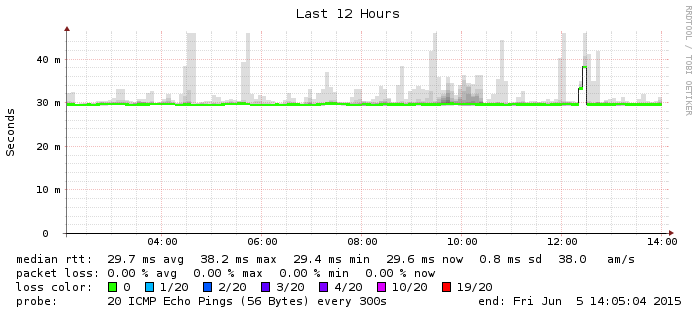 Last 12 Hours
RRDTOOL / TOBI OETIKER
Seconds
40 m
30 m
20 m
10 m
0
04:00 06:00 08:00 10:00 12:00 14:00
median rtt: 29.7 ms avg 38.2 ms max 29.4 ms min 29.6 ms now 0.8 ms sd 38.0 am/s
packet loss: 0.00 % avg 0.00 % max 0.00 % min 0.00 % now
loss color: 0 1/20 2/20 3/20 4/20 10/20 19/20
probe: 20 ICMP Echo Pings (56 Bytes) every 300s end: Fri Jun 5 14:05:04 2015